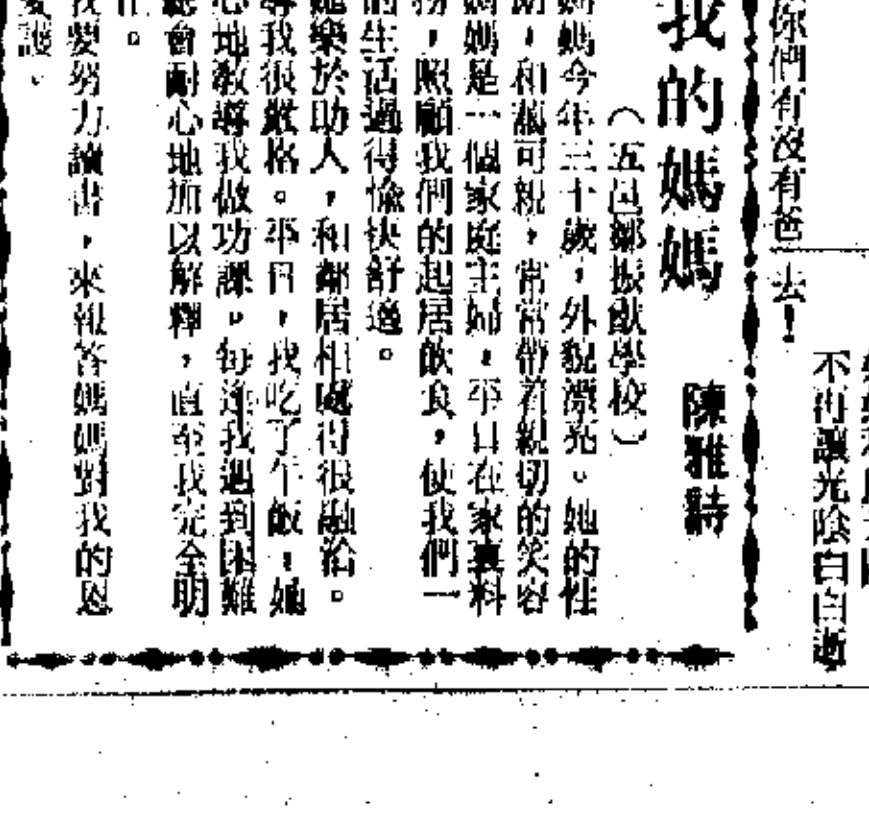 不再讓光陰白白逝
你們有沒有爸
去！
我的媽媽　陳雅詩
（五邑鄒振猷學校）
媽媽今年三十歲，外貌漂亮。她的性
，和藹可親，常常帶着親切的笑容
媽媽是一個家庭主婦，平日在家裏料
務，照顧我們的起居飲食，使我們一
的生活過得愉快舒適。
她樂於助人，和鄰居相處得很融洽。
導我很嚴格。平日，我吃了午飯，她
心地教導我做功課。每逢我遇到困難
總會耐心地加以解釋，直至我完全明
。
我要努力讀書，來報答媽媽對我的恩
愛護。